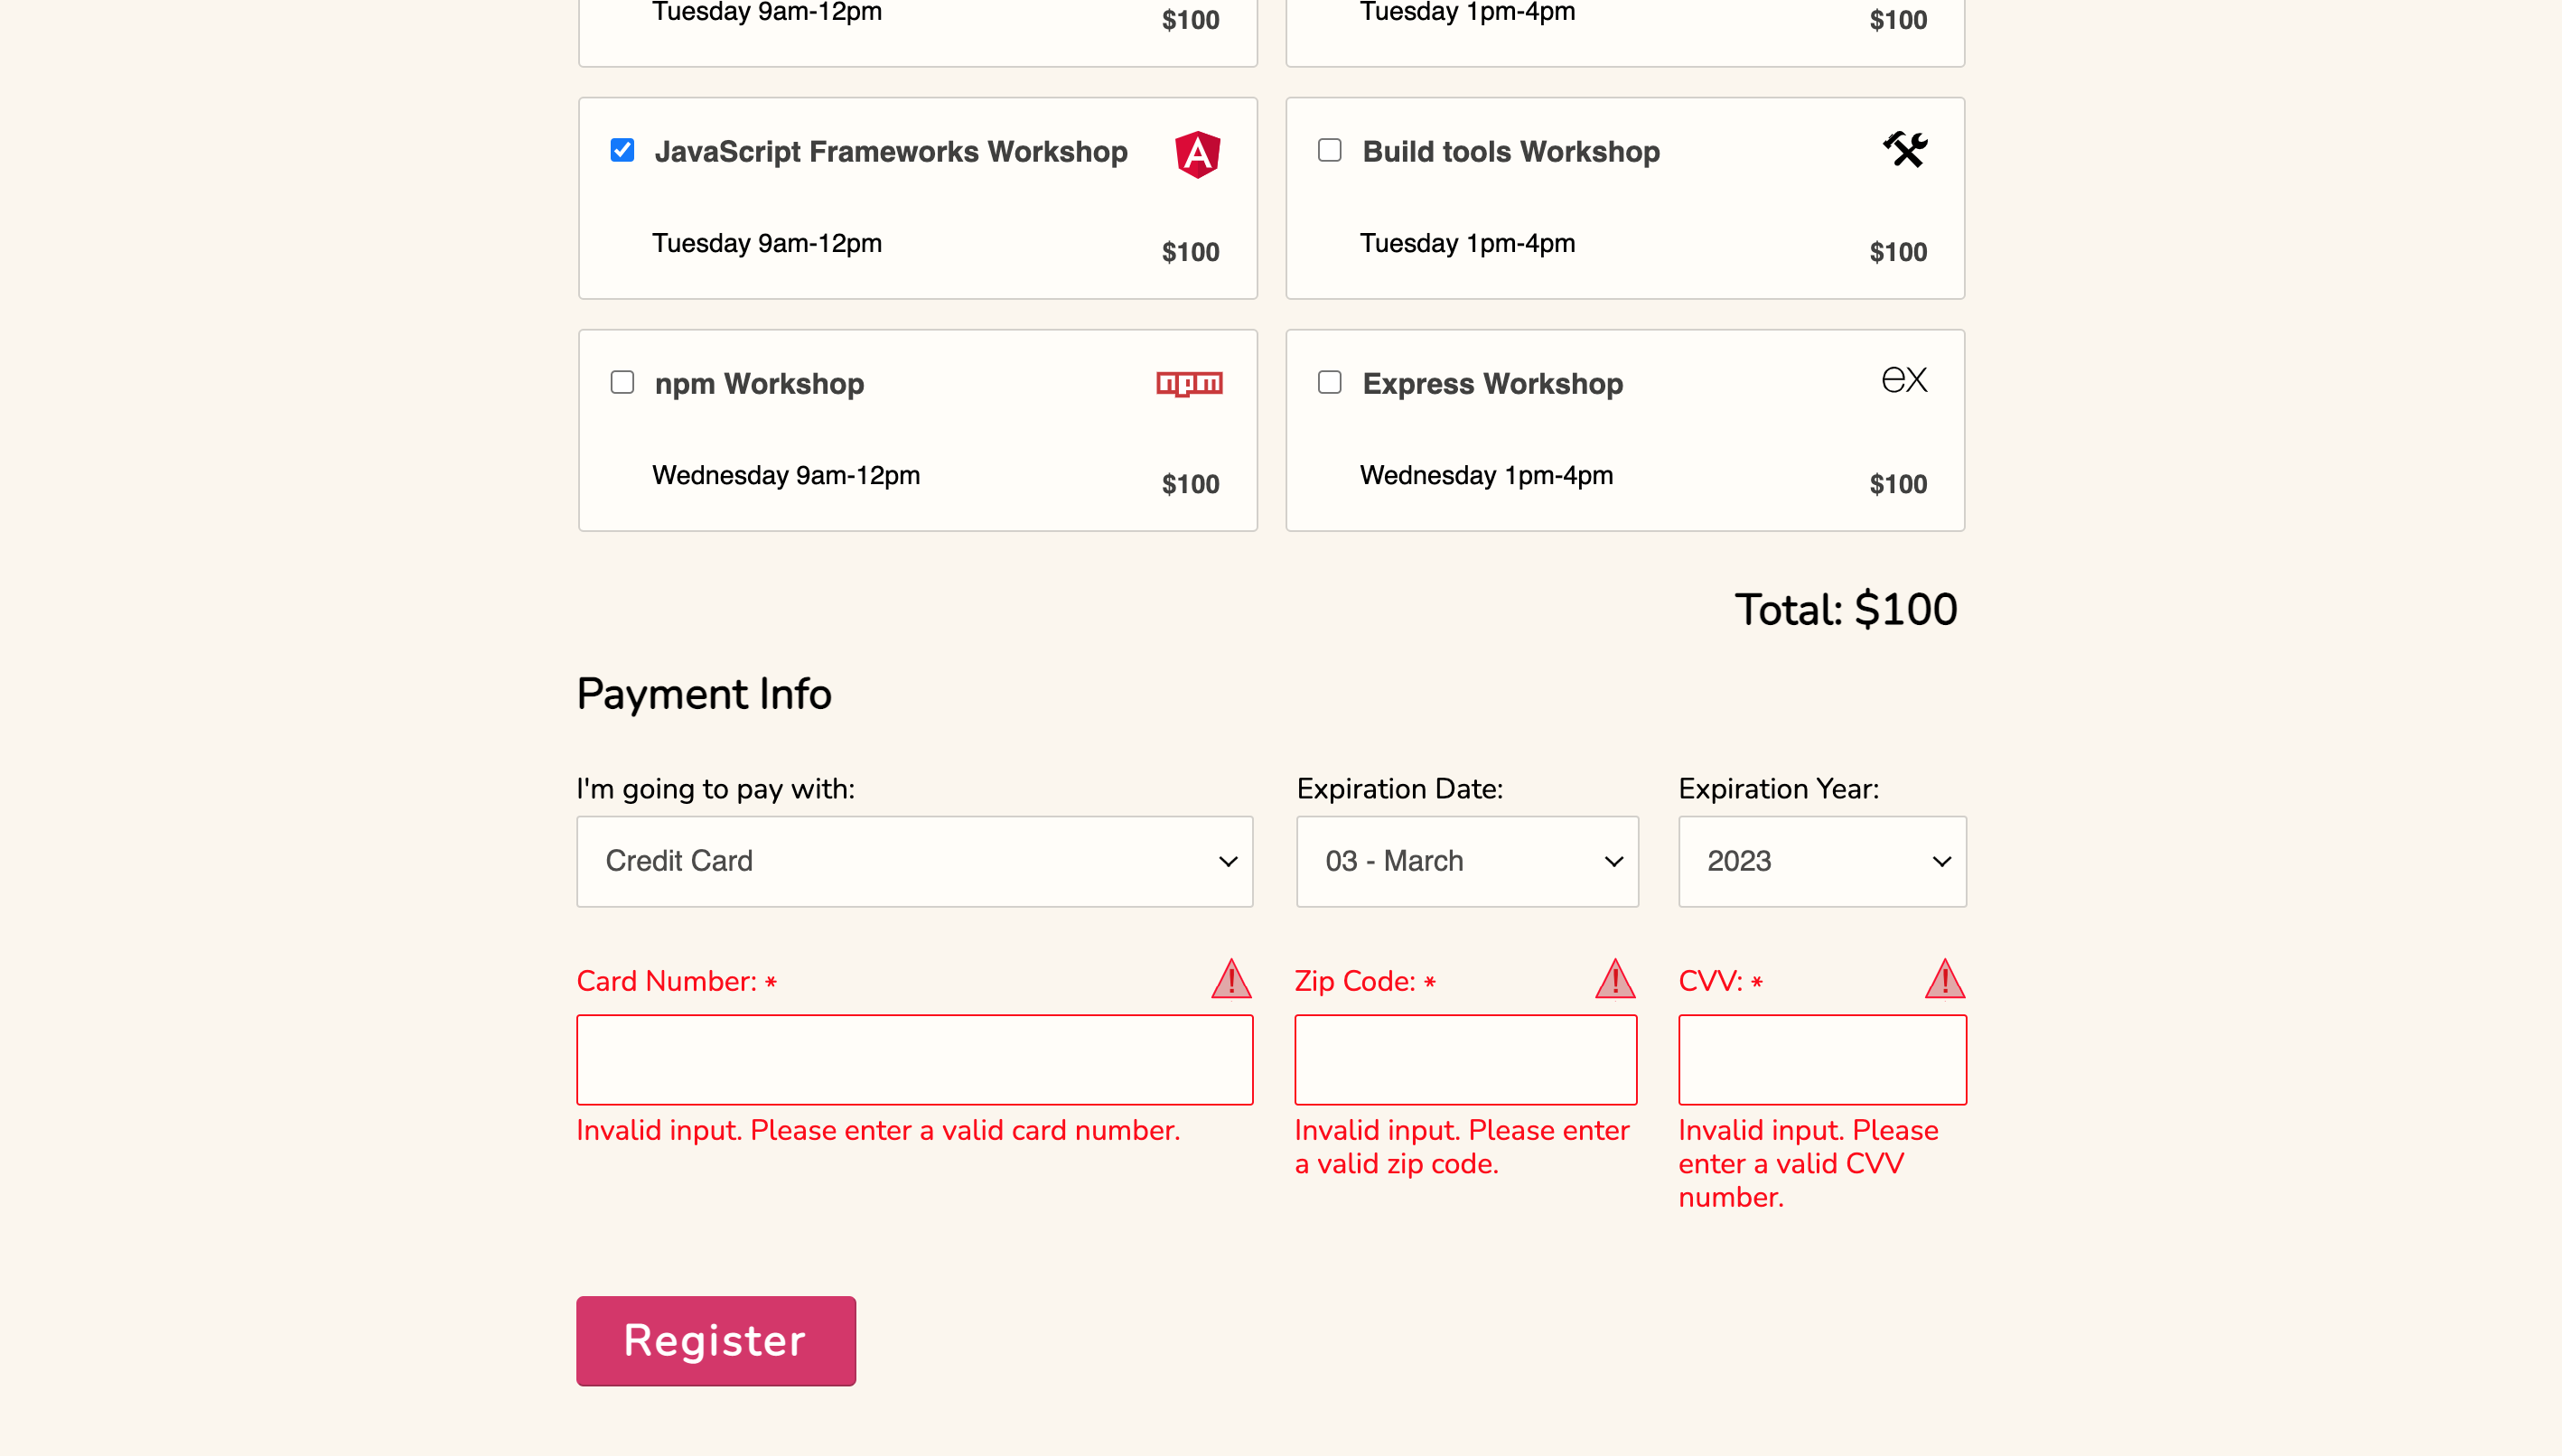 Tuesday 9am-12pm $100 Tuesday 1pm-4pm $100
JavaScript Frameworks Workshop
Tuesday 9am-12pm $100
Build tools Workshop
Tuesday 1pm-4pm $100
npm Workshop npm
Wednesday 9am-12pm $100
Express Workshop ex
Wednesday 1pm-4pm $100
Total: $100
Payment Info
I'm going to pay with:
Credit Card
Expiration Date:
03 - March
Expiration Year:
2023
Card Number: *
Invalid input. Please enter a valid card number.
Zip Code: *
Invalid input. Please enter
a valid zip code.
CVV: *
Invalid input. Please
enter a valid CVV
number.
Register